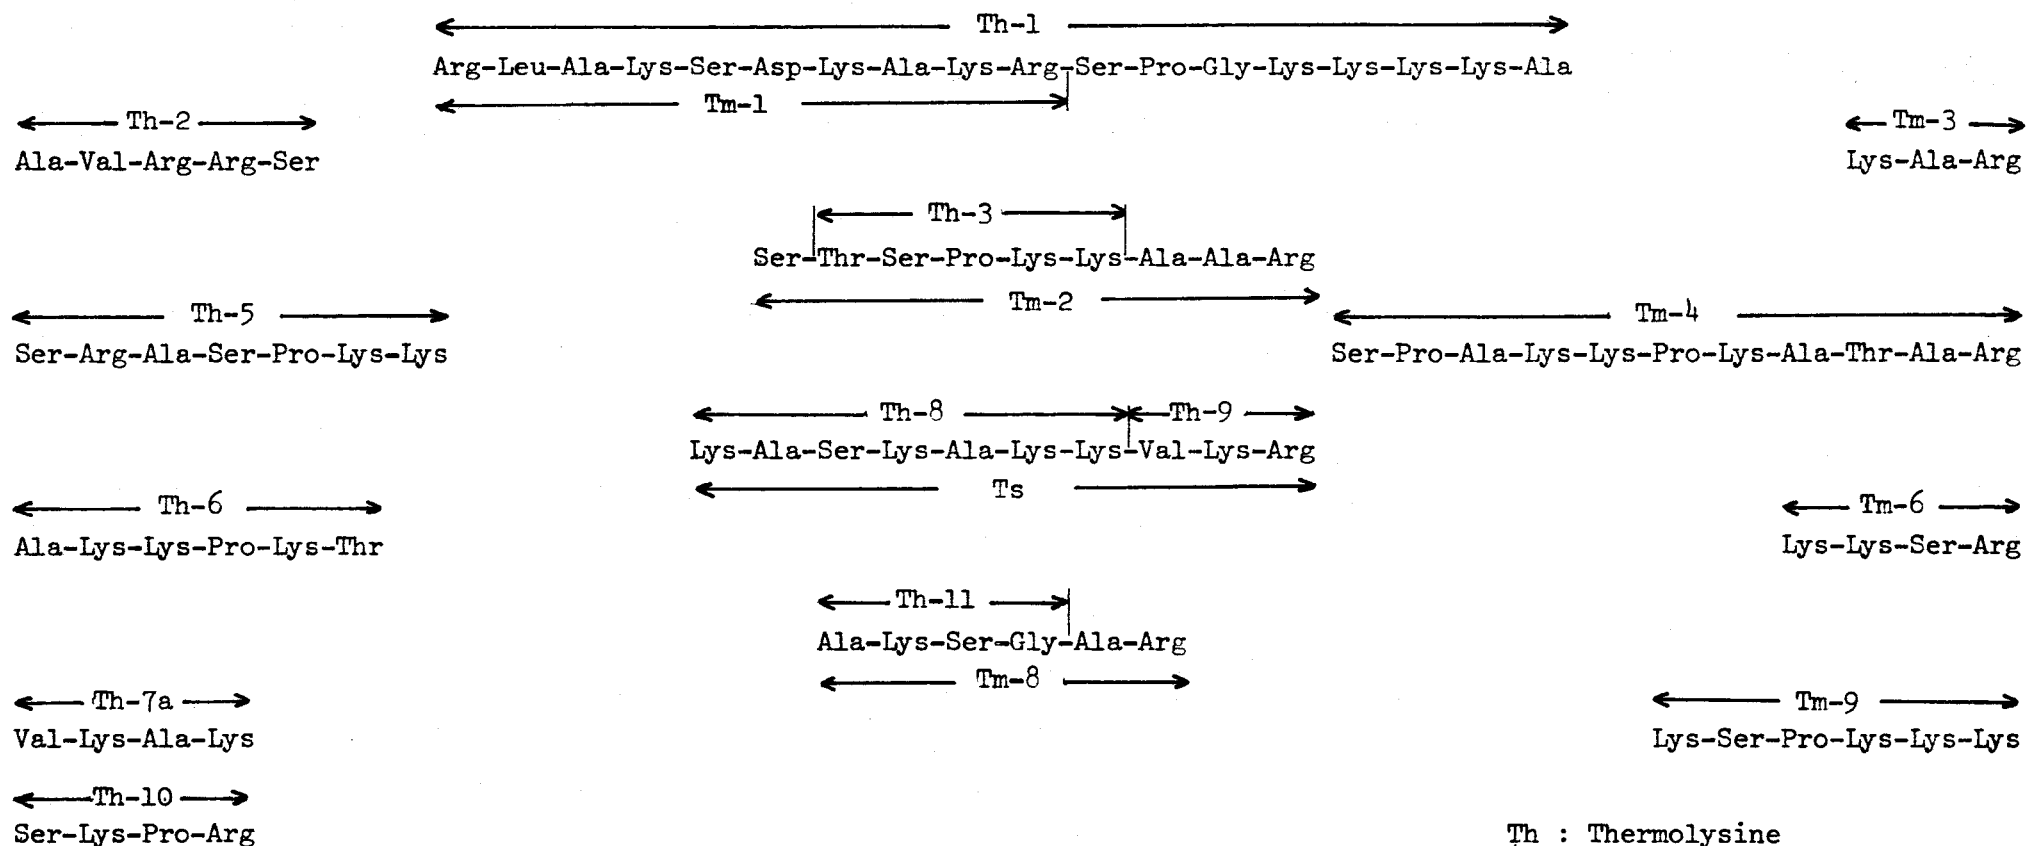 Th-1
Arg-Leu-Ala-Lys-Ser-Asp-Lys-Ala-Lys-Arg-Ser-Pro-Gly-Lys-Lys-Lys-Lys-Ala
Tm-1
Th-2
Tm-3
Ala-Val-Arg-Arg-Ser
Lys-Ala-Arg
Th-3
Ser-Thr-Ser-Pro-Lys-Lys-Ala-Ala-Arg
Tm-2
Th-5
Tm-4
Ser-Arg-Ala-Ser-Pro-Lys-Lys
Ser-Pro-Ala-Lys-Lys-Pro-Lys-Ala-Thr-Ala-Arg
Th-8
Th-9
Lys-Ala-Ser-Lys-Ala-Lys-Lys-Val-Lys-Arg
Ts
Th-6
Tm-6
Ala-Lys-Lys-Pro-Lys-Thr
Lys-Lys-Ser-Arg
Th-11
Ala-Lys-Ser-Gly-Ala-Arg
Tm-8
Th-7a
Tm-9
Val-Lys-Ala-Lys
Lys-Ser-Pro-Lys-Lys-Lys
Th-10
Ser-Lys-Pro-Arg
Th : Thermolysine